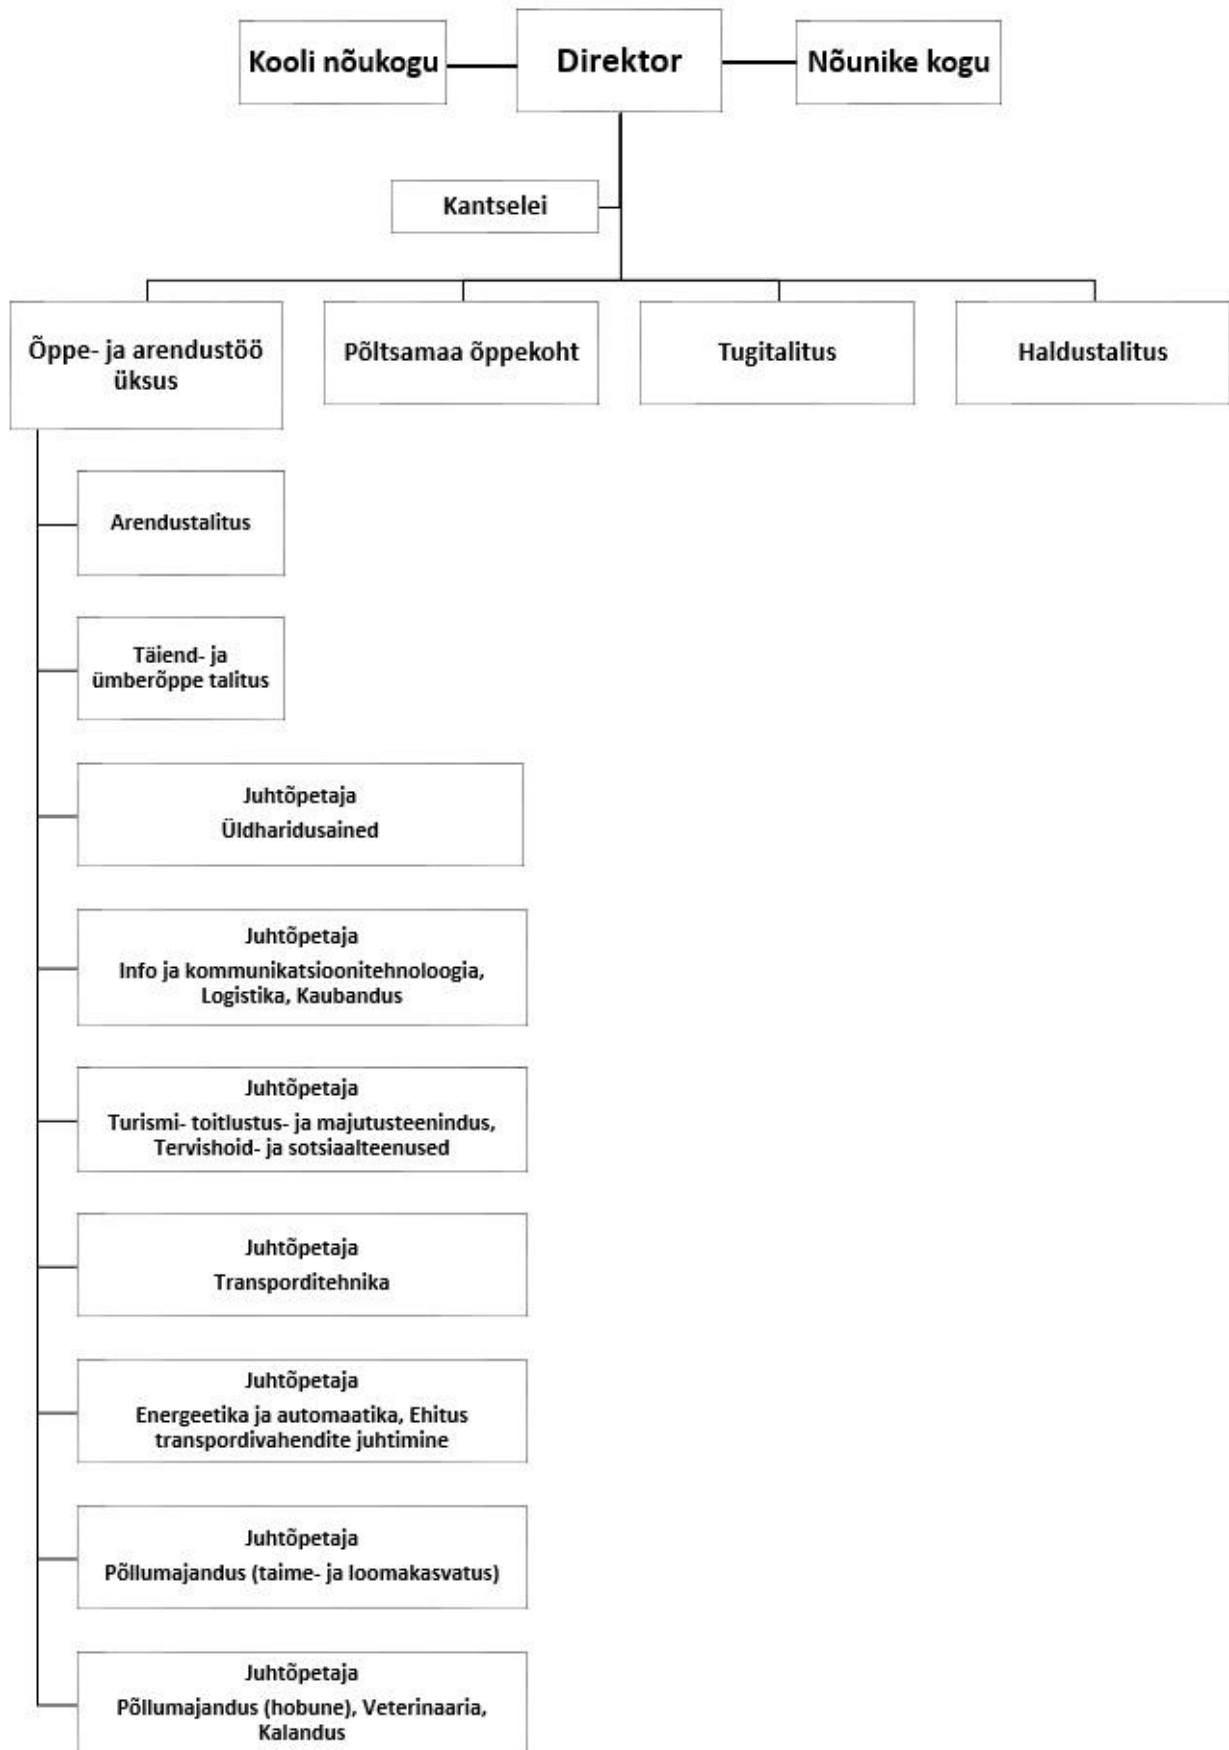 Kooli nõukogu
Direktor
Nõunike kogu
Kantselei
Õppe- ja arendustöö
üksus
Põltsamaa õppekoht
Tugitalitus
Haldustalitus
Arendustalitus
Täiend- ja
ümberõppe talitus
Juhtõpetaja
Üldharidusained
Juhtõpetaja
Info ja kommunikatsioonitehnoloogia,
Logistika, Kaubandus
Juhtõpetaja
Turismi- toitlustus- ja majutusteenindus,
Tervishoid- ja sotsiaalteenused
Juhtõpetaja
Transporditehnika
Juhtõpetaja
Energeetika ja automaatika, Ehitus
transpordivahendite juhtimine
Juhtõpetaja
Põllumajandus (taime- ja loomakasvatus)
Juhtõpetaja
Põllumajandus (hobune), Veterinaaria,
Kalandus